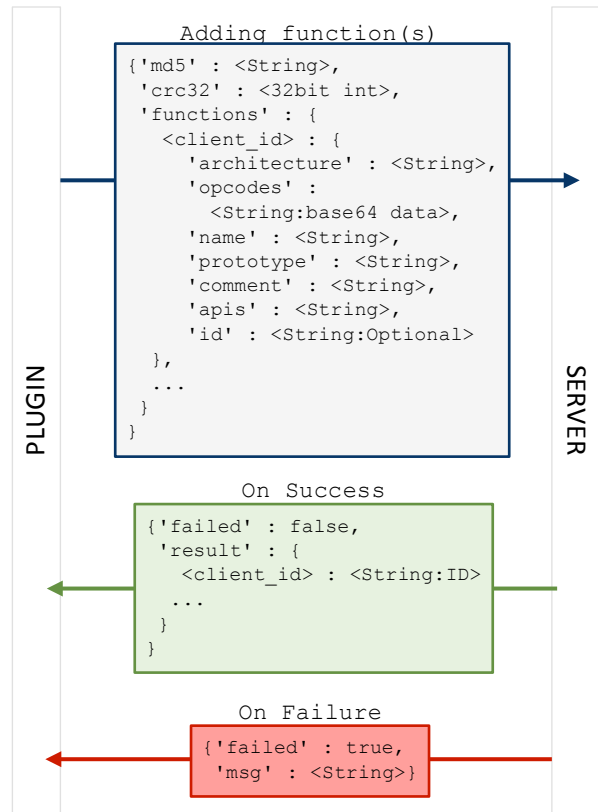 Adding function(s)
{'md5' : <String>,
'crc32' : <32bit int>,
'functions' : {
<client_id> : {
'architecture' : <String>,
'opcodes' :
<String:base64 data>,
'name' : <String>,
'prototype' : <String>,
'comment' : <String>,
'apis' : <String>,
'id' : <String:Optional>
},
...
}
}
PLUGIN
SERVER
On Success
{'failed' : false,
'result' : {
<client_id> : <String:ID>
...
}
}
On Failure
{'failed' : true,
'msg' : <String>}